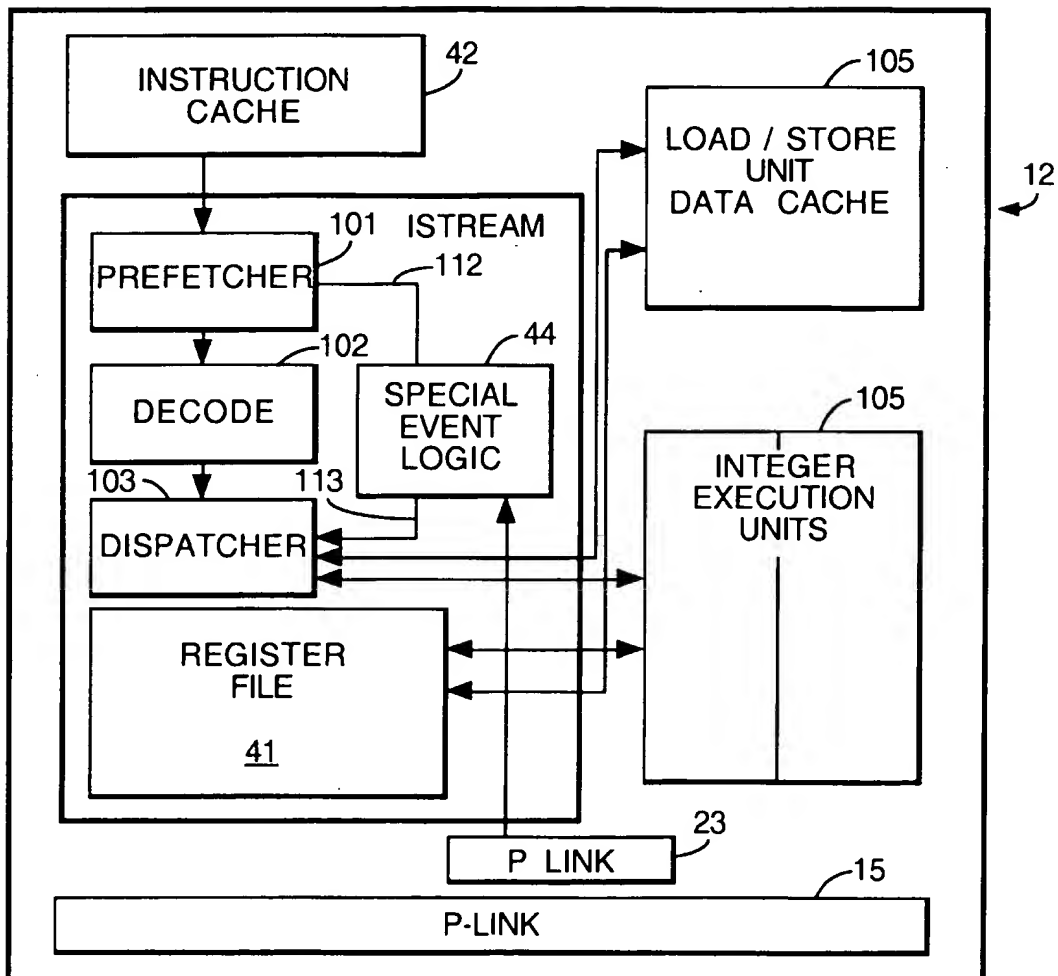 INSTRUCTION
CACHE
42
105
LOAD / STORE
UNIT
DATA CACHE
12
ISTREAM
101
PREFETCHER
112
102
44
DECODE
SPECIAL
EVENT
LOGIC
105
INTEGER
EXECUTION
UNITS
103
113
DISPATCHER
REGISTER
FILE
41
23
P LINK
15
P-LINK